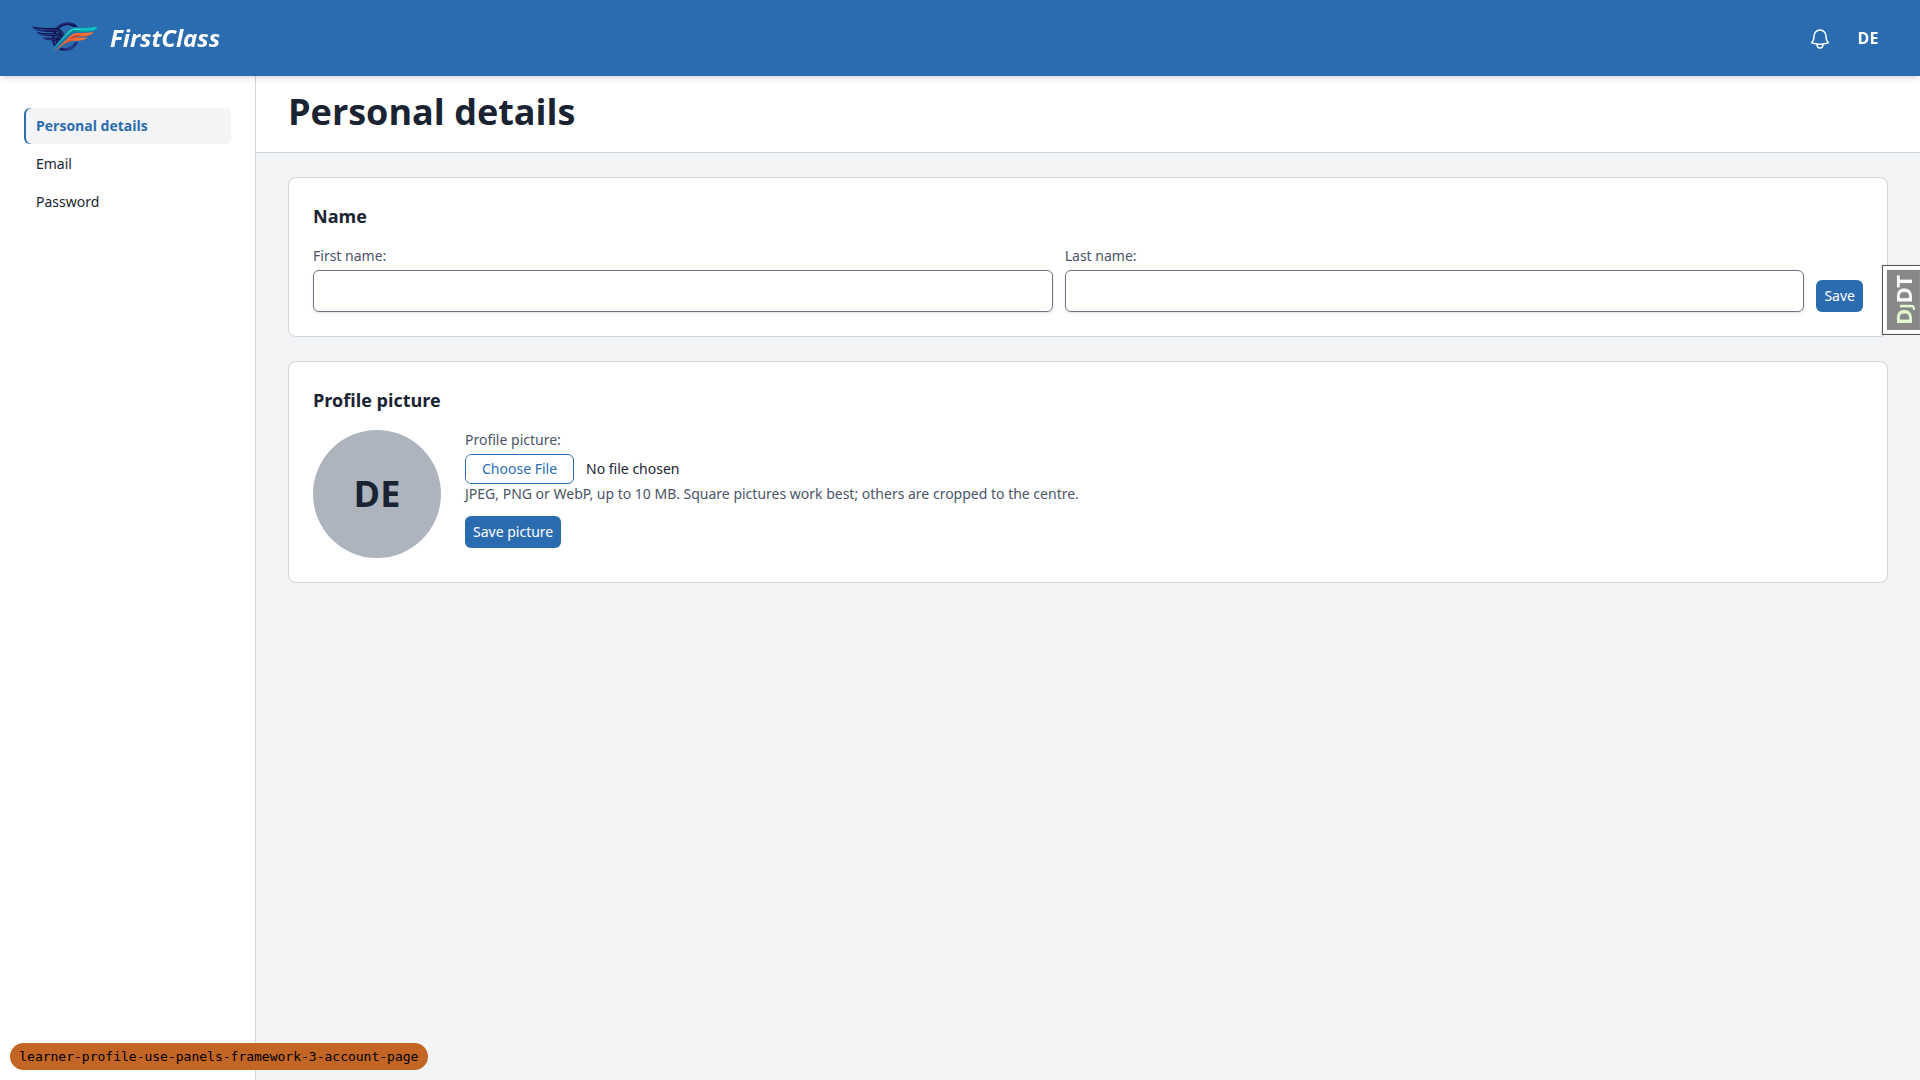 FirstClass
DE
Personal details
Email
Password
Personal details
Name
First name:
Last name:
Save
DJDT
Profile picture
DE
Profile picture:
Choose File No file chosen
JPEG, PNG or WebP, up to 10 MB. Square pictures work best; others are cropped to the centre.
Save picture
learner-profile-use-panels-framework-3-account-page